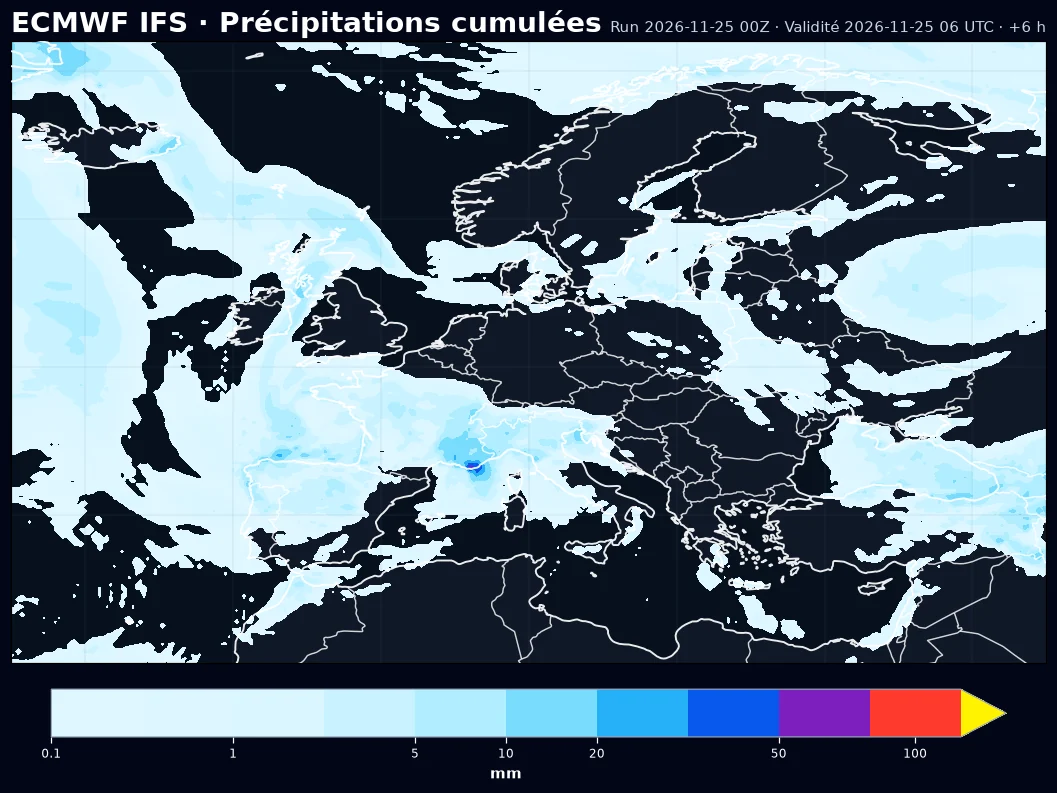 ECMWF IFS · Précipitations cumulées Run 2026-11-25 00Z · Validité 2026-11-25 06 UTC · +6 h
0.1 1 5 10 20 50 100
mm